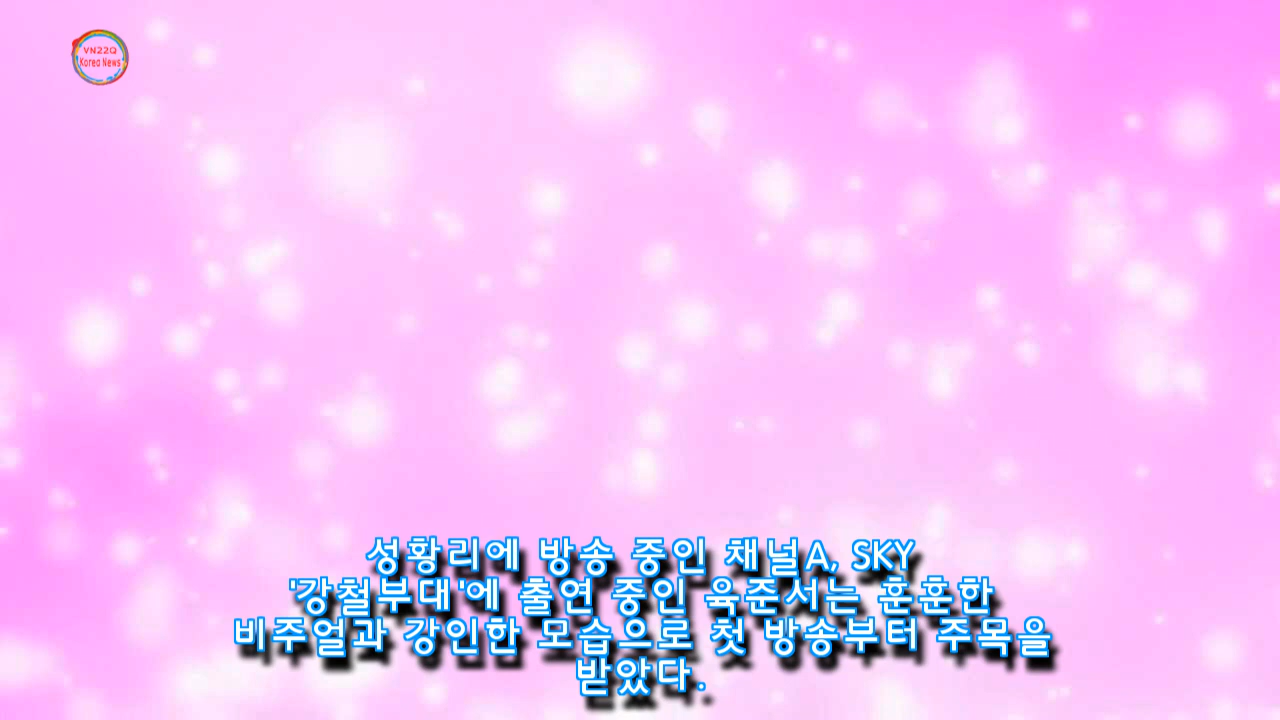 VN22Q
Korea News
성황리에 방송 중인 채널A, SKY
'강철부대'에 출연 중인 육준서는 훈훈한
비주얼과 강인한 모습으로 첫 방송부터 주목을
받았다.